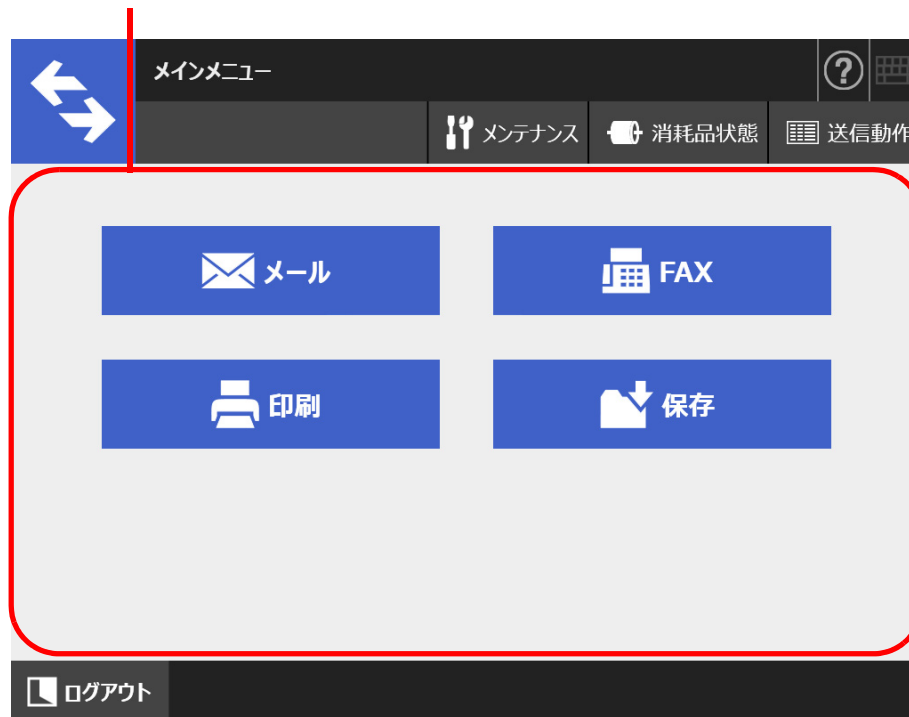 メインメニュー
?
メンテナンス 消耗品状態 送信動作
メール FAX
印刷 保存
ログアウト